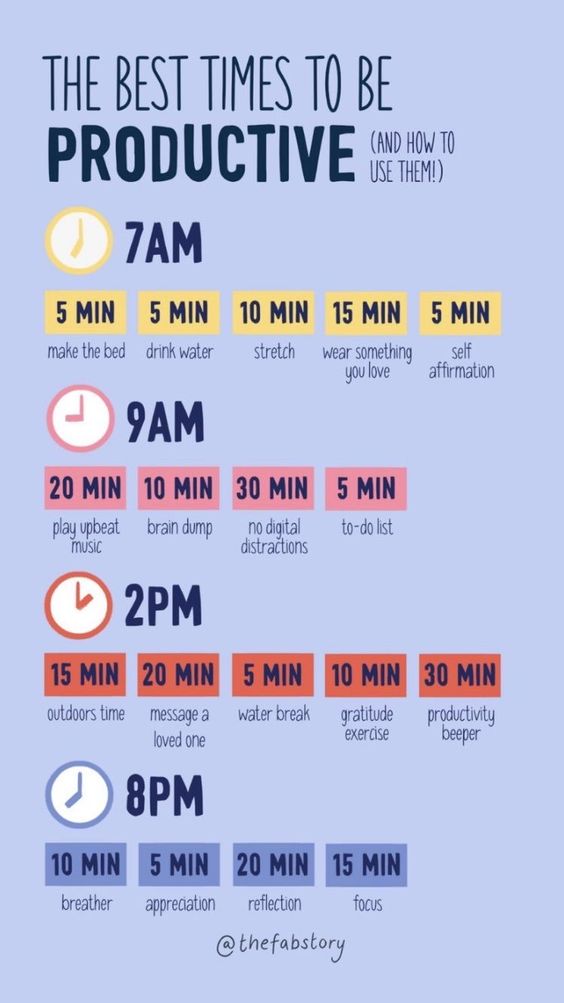 THE BEST TIMES TO BE
PRODUCTIVE (AND HOW TO
USE THEM!)
7AM
5 MIN 5 MIN 10 MIN 15 MIN 5 MIN
make the bed drink water stretch wear something self
you love affirmation
9AM
20 MIN 10 MIN 30 MIN 5 MIN
play upbeat brain dump no digital to-do list
music distractions
2PM
15 MIN 20 MIN 5 MIN 10 MIN 30 MIN
outdoors time message a water break gratitude productivity
loved one exercise beeper
8PM
10 MIN 5 MIN 20 MIN 15 MIN
breather appreciation reflection focus
@thefabstory